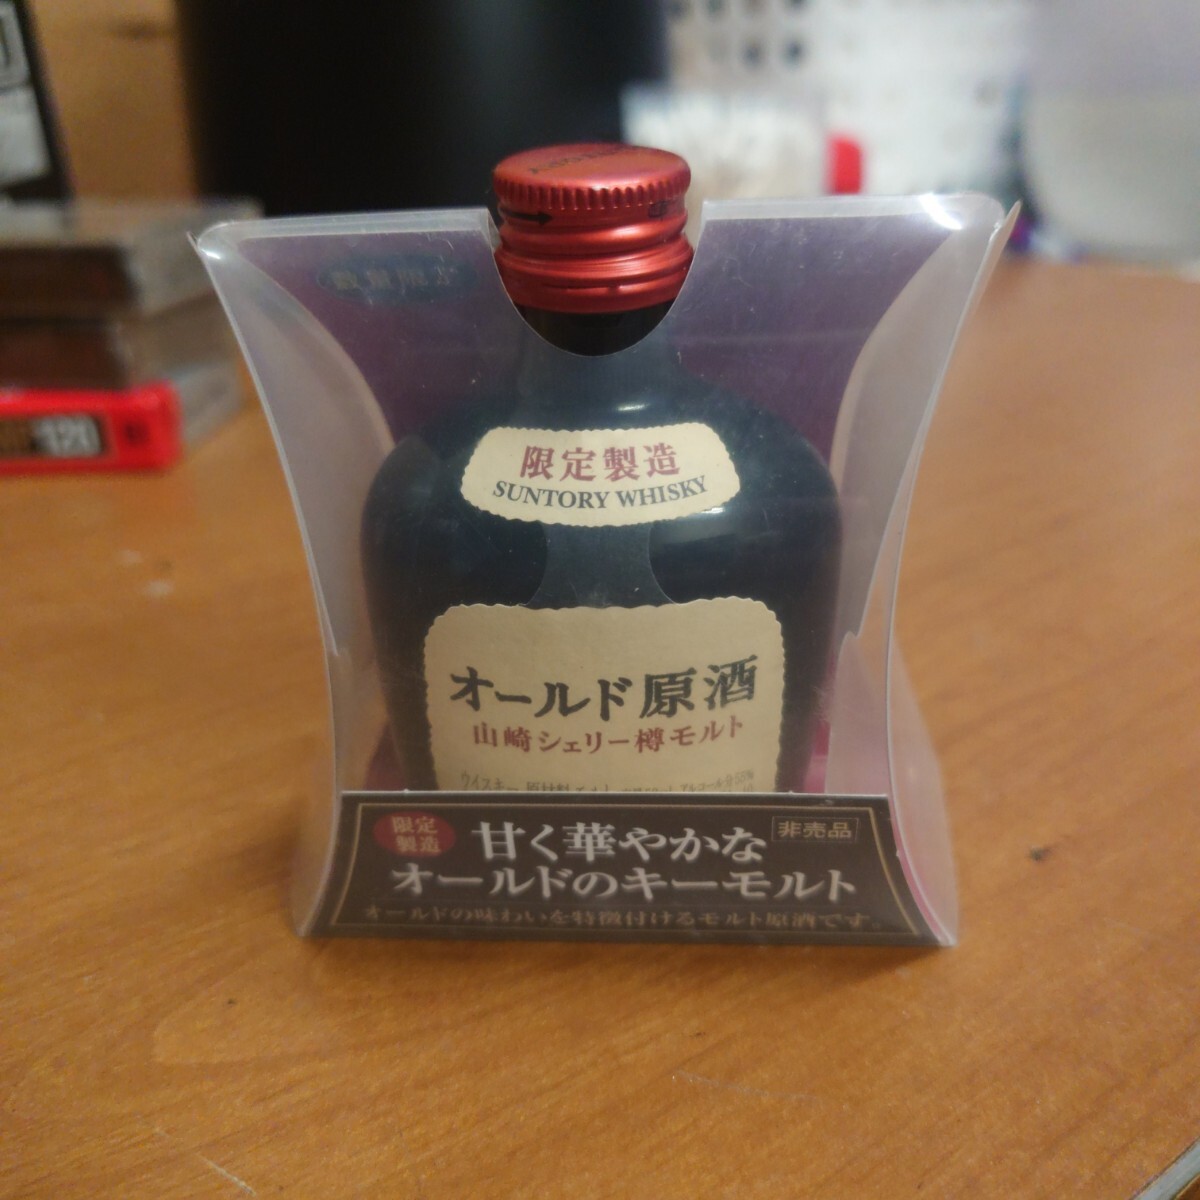 数量限定
限定製造
SUNTORY WHISKY
オールド原酒
山崎シェリー樽モルト
限定
製造
甘く華やかな
非売品
オールドのキーモルト
オールドの味わいを特徴付けるモルト原酒です。
120